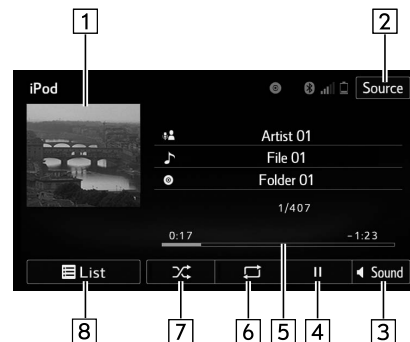 1
2
iPod
Source
Artist 01
File 01
Folder 01
1/407
0:17
-1:23
List
Sound
8
7
6
5
4
3